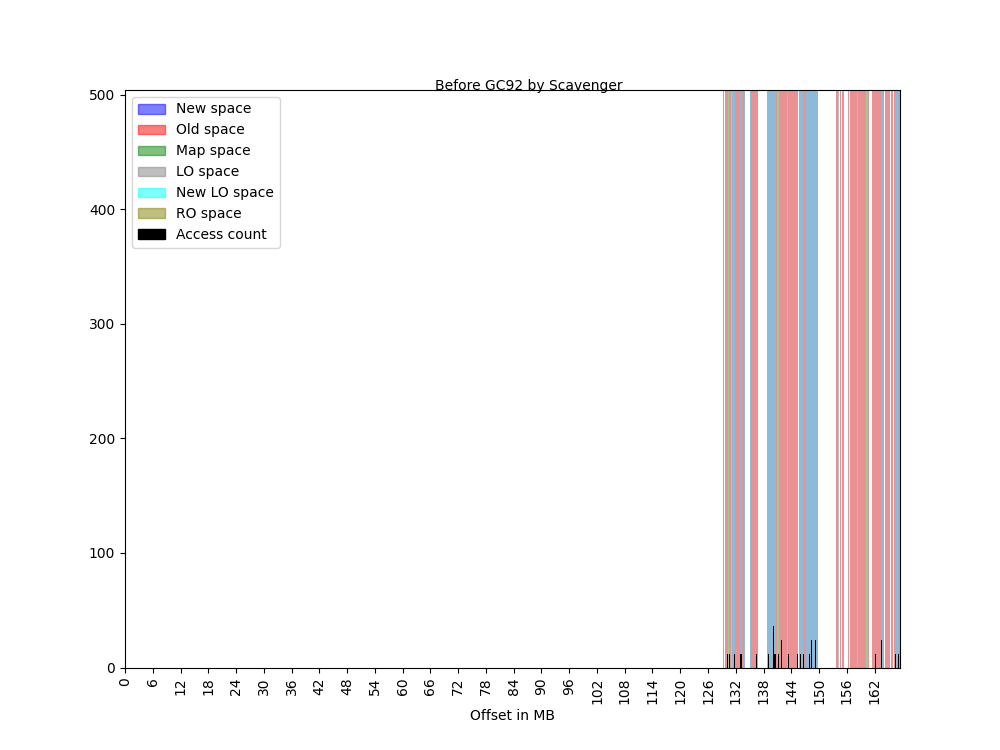 Before GC92 by Scavenger
New space
Old space
Map space
LO space
New LO space
RO space
Access count
500
400
300
200
100
0
0 6 12 18 24 30 36 42 48 54 60 66 72 78 84 90 96 102 108 114 120 126 132 138 144 150 156 162
Offset in MB